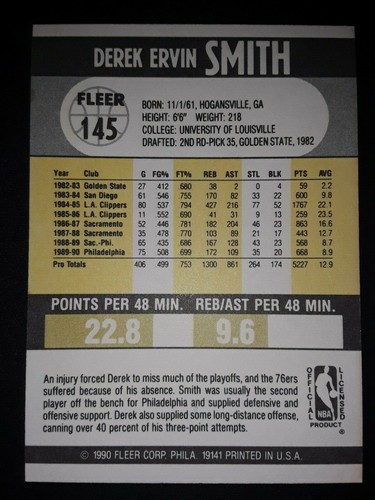 DEREK ERVIN SMITH
FLEER
145
BORN: 11/1/61, HOGANSVILLE, GA
HEIGHT: 6'6" WEIGHT: 218
COLLEGE: UNIVERSITY OF LOUISVILLE
DRAFTED: 2ND RD-PICK 35, GOLDEN STATE, 1982
Year Club G FG% FT% REB AST STL BLK PTS AVG
1982-83 Golden State 27 .412 .680 38 2 0 4 59 2.2
1983-84 San Diego 61 .546 .755 170 82 33 22 600 9.8
1984-85 L.A. Clippers 80 .537 .794 427 216 77 52 1767 22.1
1985-86 L.A. Clippers 11 .552 .690 41 31 9 13 259 23.5
1986-87 Sacramento 52 .446 .781 182 204 46 23 863 16.6
1987-88 Sacramento 35 .478 .770 103 89 21 17 443 12.7
1988-89 Sac.-Phi. 65 .435 .686 167 128 43 23 568 8.7
1989-90 Philadelphia 75 .508 .699 172 109 35 20 668 8.9
Pro Totals 406 .499 .753 1300 861 264 174 5227 12.9
POINTS PER 48 MIN. REB/AST PER 48 MIN.
22.8 9.6
An injury forced Derek to miss much of the playoffs, and the 76ers
suffered because of his absence. Smith was usually the second
player off the bench for Philadelphia and supplied defensive and
offensive support. Derek also supplied some long-distance offense,
canning over 40 percent of his three-point attempts.
OFFICIAL
LICENSED
NBA
PRODUCT
®
© 1990 FLEER CORP. PHILA. 19141 PRINTED IN U.S.A.